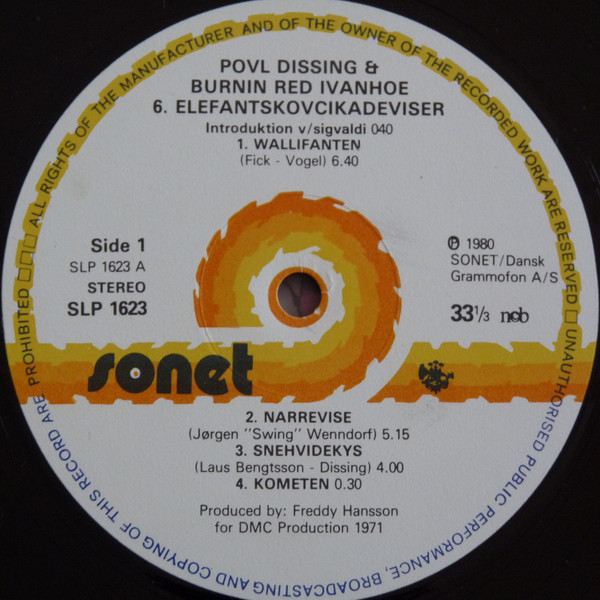 ALL RIGHTS OF THE MANUFACTURER AND OF THE OWNER OF THE RECORDED WORK ARE RESERVED □ UNAUTHORISED PUBLIC PERFORMANCE, BROADCASTING AND COPYING OF THIS RECORD ARE PROHIBITED □□□
POVL DISSING &
BURNIN RED IVANHOE
6. ELEFANTSKOVCIKADEVISER
Introduktion v/sigvaldi 040
1. WALLIFANTEN
(Fick - Vogel) 6.40
Side 1
SLP 1623 A
STEREO
SLP 1623
℗ 1980
SONET/Dansk
Grammofon A/S
33 1/3 ncb
sonet
2. NARREVISE
(Jørgen "Swing" Wenndorf) 5.15
3. SNEHVIDEKYS
(Laus Bengtsson - Dissing) 4.00
4. KOMETEN 0.30
Produced by: Freddy Hansson
for DMC Production 1971